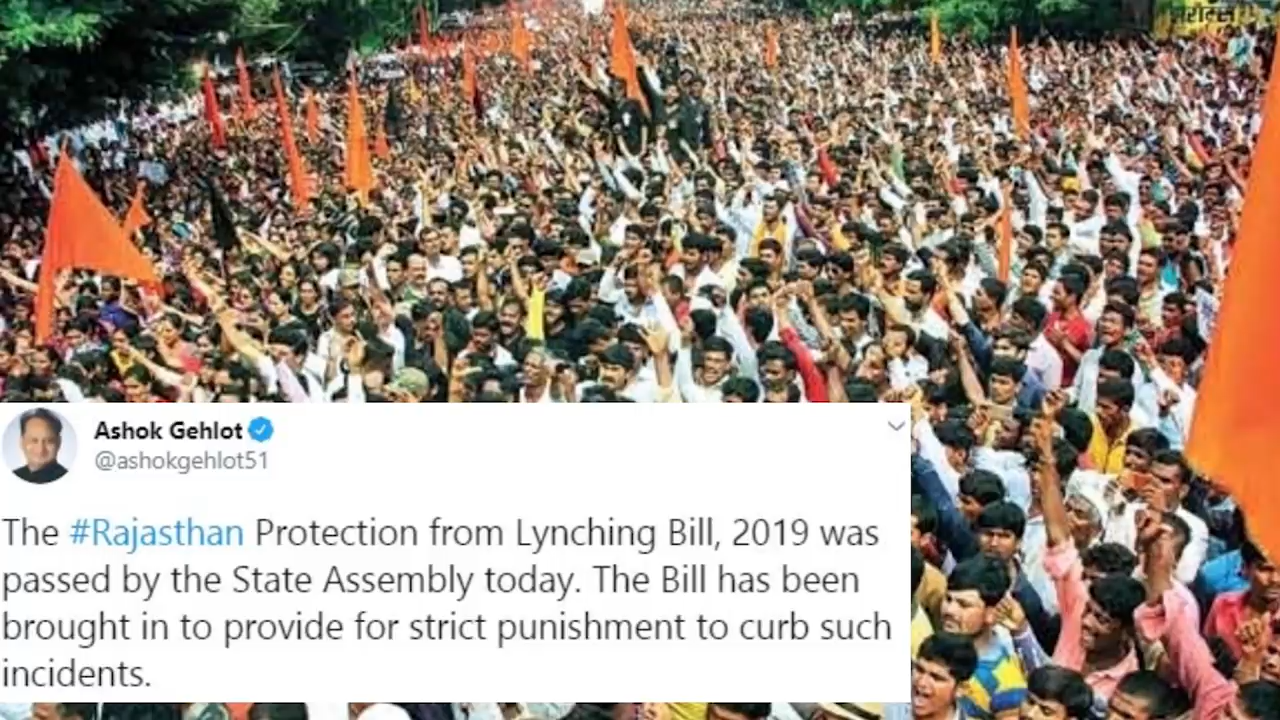 Ashok Gehlot
@ashokgehlot51
The #Rajasthan Protection from Lynching Bill, 2019 was
passed by the State Assembly today. The Bill has been
brought in to provide for strict punishment to curb such
incidents.